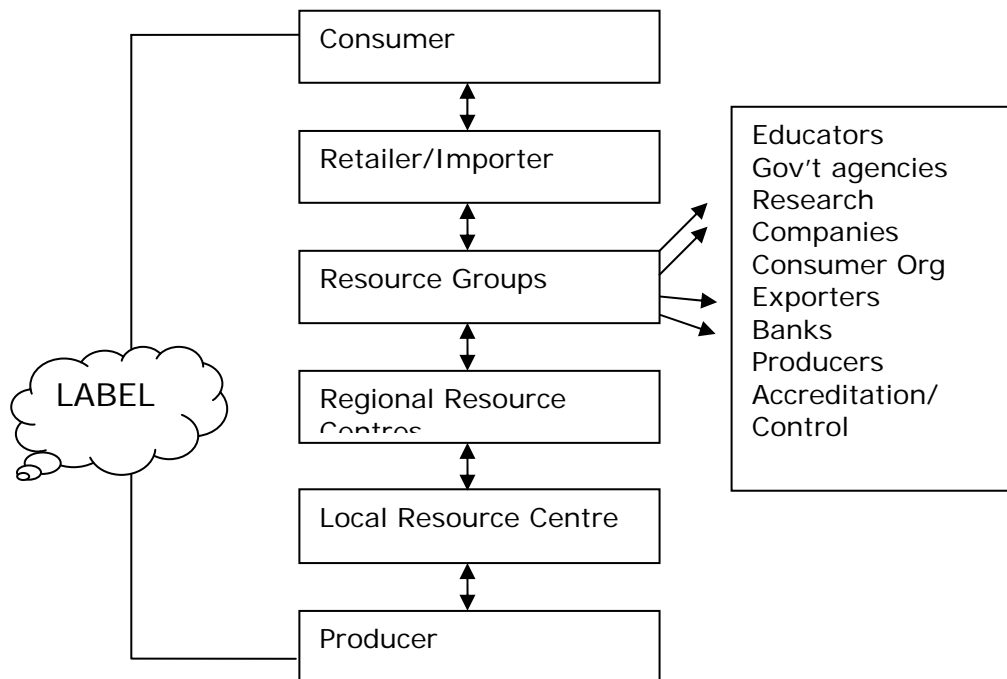 Consumer
Retailer/Importer
Resource Groups
Regional Resource
Centres
Local Resource Centre
Producer
LABEL
Educators
Gov't agencies
Research
Companies
Consumer Org
Exporters
Banks
Producers
Accreditation/
Control